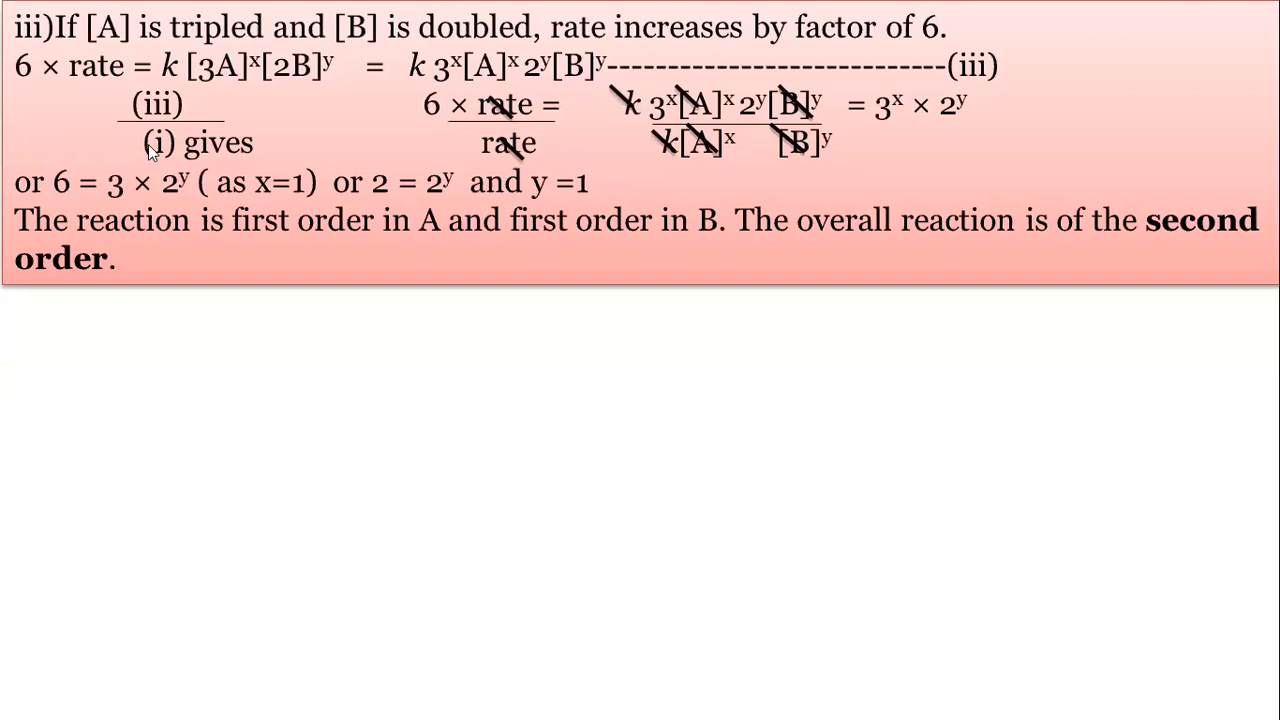 iii)If [A] is tripled and [B] is doubled, rate increases by factor of 6.
6 × rate = k [3A]ˣ[2B]ʸ = k 3ˣ[A]ˣ 2ʸ[B]ʸ----------------------------(iii)
(iii) 6 × rate = k 3ˣ[A]ˣ 2ʸ[B]ʸ = 3ˣ × 2ʸ
(i) gives rate k[A]ˣ [B]ʸ
or 6 = 3 × 2ʸ ( as x=1) or 2 = 2ʸ and y =1
The reaction is first order in A and first order in B. The overall reaction is of the second
order.